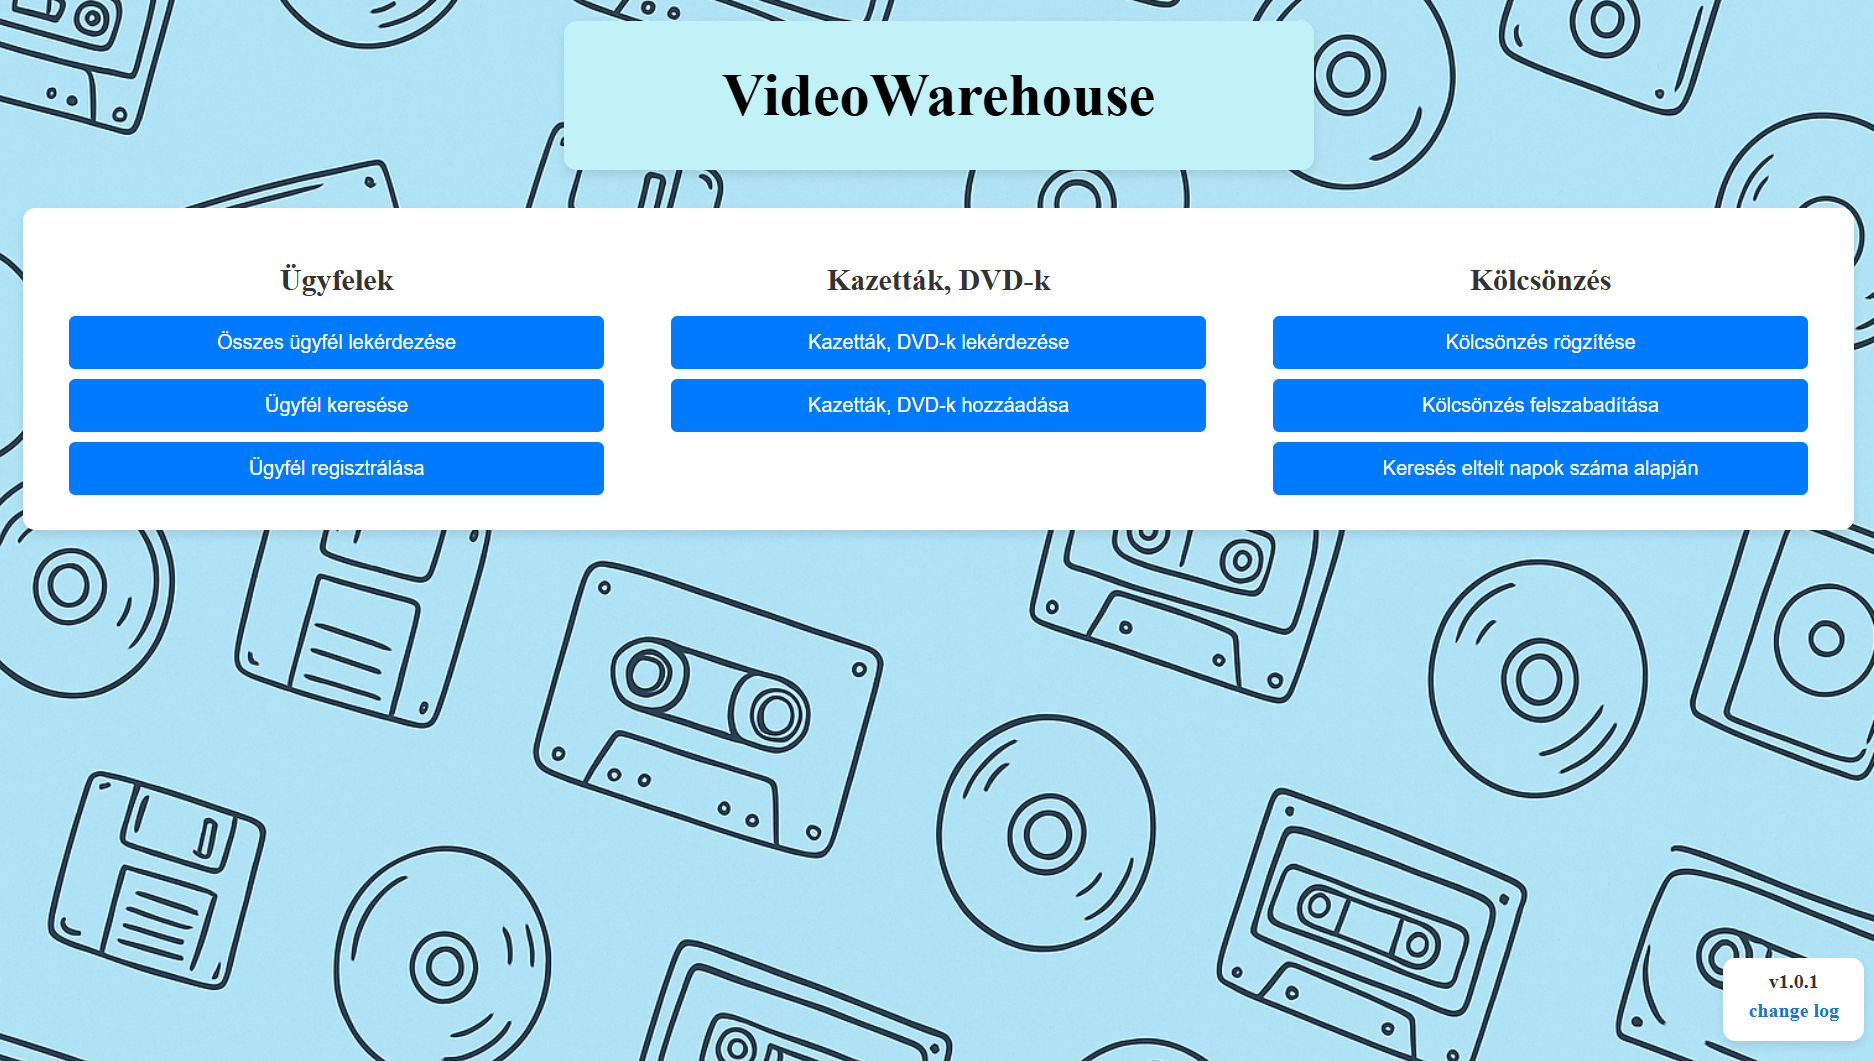 VideoWarehouse
Ügyfelek
Összes ügyfél lekérdezése
Ügyfél keresése
Ügyfél regisztrálása
Kazetták, DVD-k
Kazetták, DVD-k lekérdezése
Kazetták, DVD-k hozzáadása
Kölcsönzés
Kölcsönzés rögzítése
Kölcsönzés felszabadítása
Keresés eltelt napok száma alapján
v1.0.1
change log